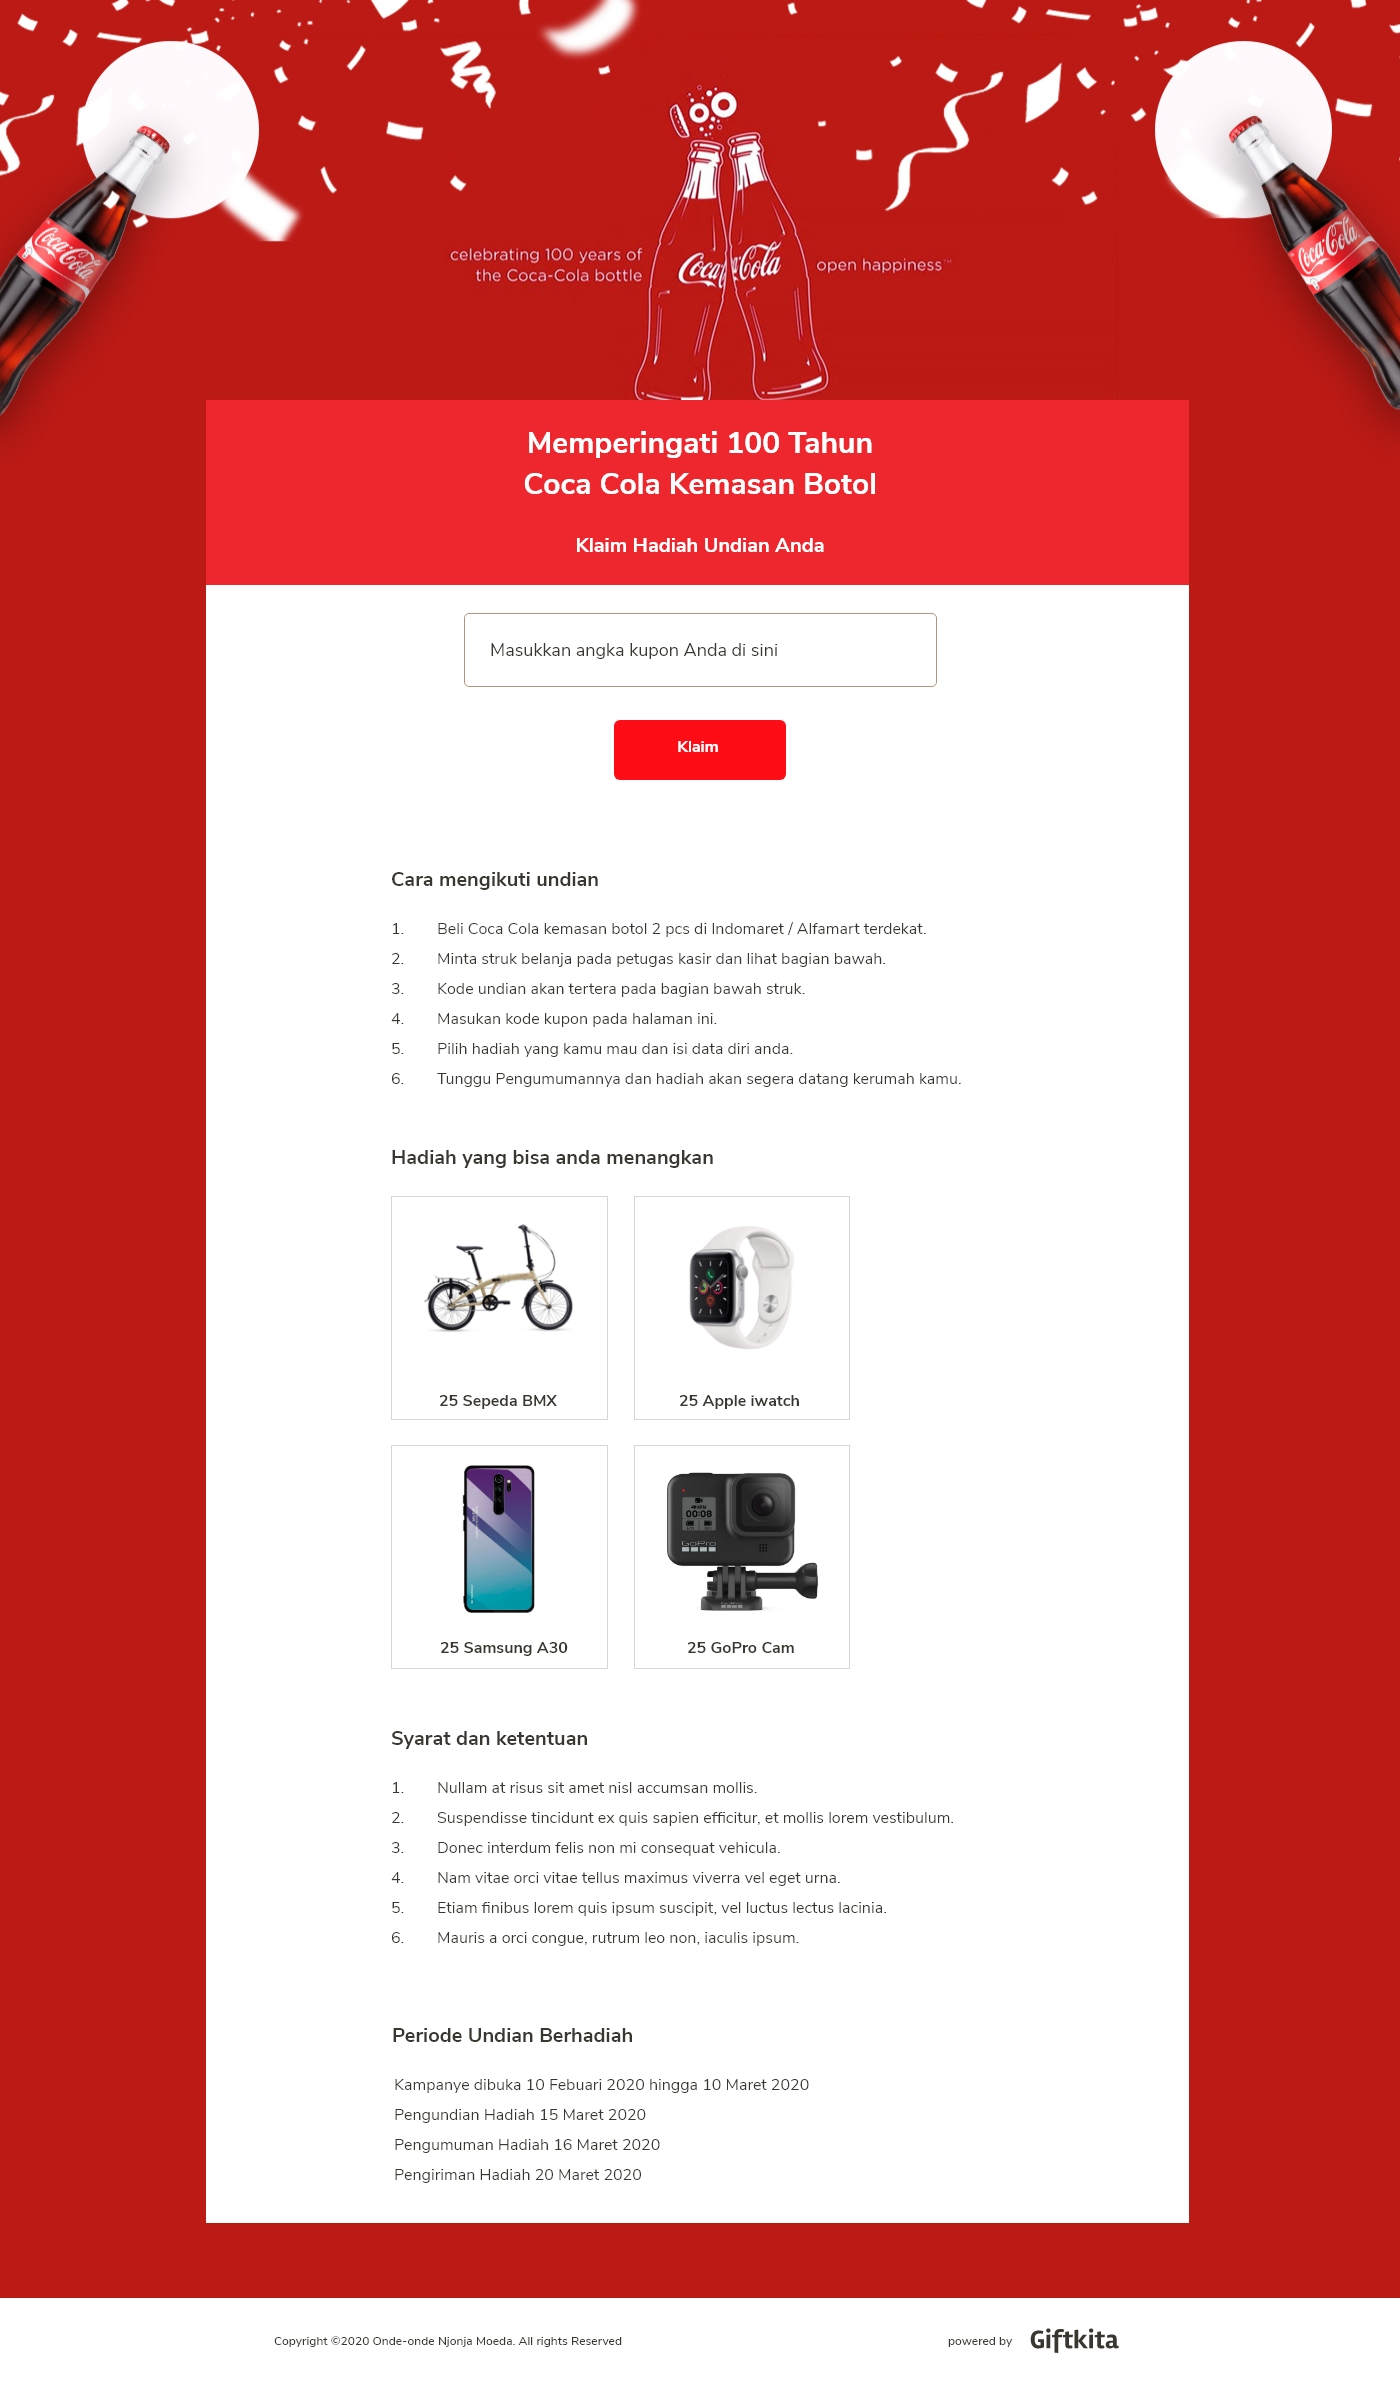 celebrating 100 years of
the Coca-Cola bottle
Coca-Cola
Coca-Cola
open happiness™
Coca-Cola
Coca-Cola
Memperingati 100 Tahun
Coca Cola Kemasan Botol
Klaim Hadiah Undian Anda
Masukkan angka kupon Anda di sini
Klaim
Cara mengikuti undian
1. Beli Coca Cola kemasan botol 2 pcs di Indomaret / Alfamart terdekat.
2. Minta struk belanja pada petugas kasir dan lihat bagian bawah.
3. Kode undian akan tertera pada bagian bawah struk.
4. Masukan kode kupon pada halaman ini.
5. Pilih hadiah yang kamu mau dan isi data diri anda.
6. Tunggu Pengumumannya dan hadiah akan segera datang kerumah kamu.
Hadiah yang bisa anda menangkan
25 Sepeda BMX
25 Apple iwatch
00:08
GoPro
25 Samsung A30
25 GoPro Cam
Syarat dan ketentuan
1. Nullam at risus sit amet nisl accumsan mollis.
2. Suspendisse tincidunt ex quis sapien efficitur, et mollis lorem vestibulum.
3. Donec interdum felis non mi consequat vehicula.
4. Nam vitae orci vitae tellus maximus viverra vel eget urna.
5. Etiam finibus lorem quis ipsum suscipit, vel luctus lectus lacinia.
6. Mauris a orci congue, rutrum leo non, iaculis ipsum.
Periode Undian Berhadiah
Kampanye dibuka 10 Febuari 2020 hingga 10 Maret 2020
Pengundian Hadiah 15 Maret 2020
Pengumuman Hadiah 16 Maret 2020
Pengiriman Hadiah 20 Maret 2020
Copyright ©2020 Onde-onde Njonja Moeda. All rights Reserved
powered by Giftkita